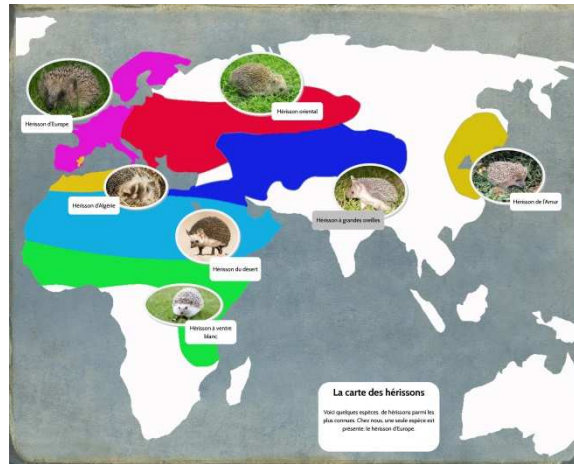 Hérisson d'Europe
Hérisson oriental
Hérisson d'Algérie
Hérisson à grandes oreilles
Hérisson de l'Amur
Hérisson du désert
Hérisson à ventre
blanc
La carte des hérissons
Voici quelques espèces de hérissons parmi les
plus connues. Chez nous, une seule espèce est
présente: le hérisson d'Europe.